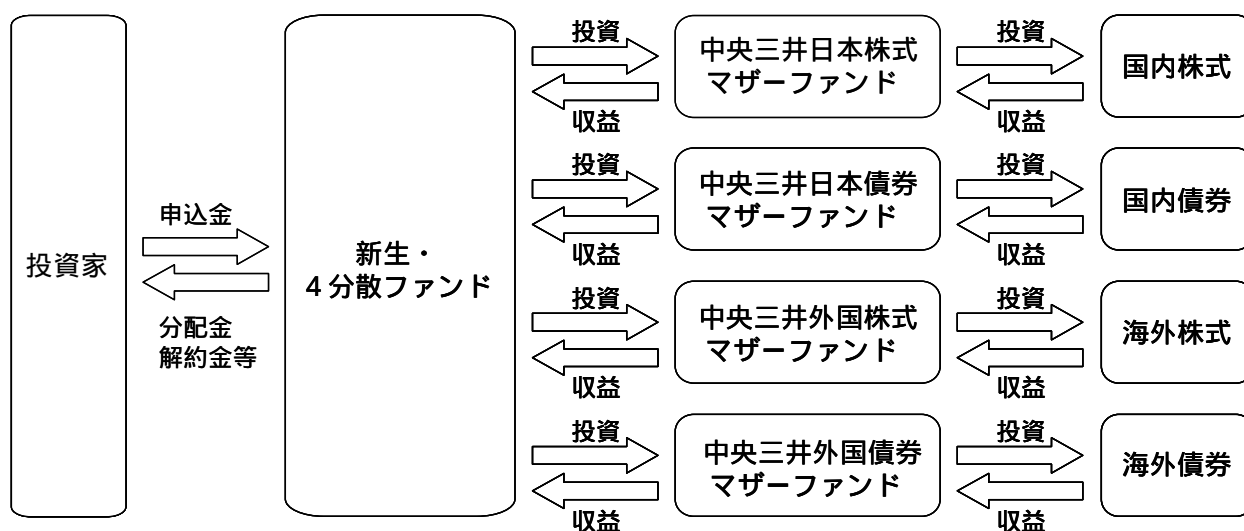 投資家
申込金
分配金
解約金等
新生・
４分散ファンド
投資
収益
中央三井日本株式
マザーファンド
投資
収益
国内株式
投資
収益
中央三井日本債券
マザーファンド
投資
収益
国内債券
投資
収益
中央三井外国株式
マザーファンド
投資
収益
海外株式
投資
収益
中央三井外国債券
マザーファンド
投資
収益
海外債券